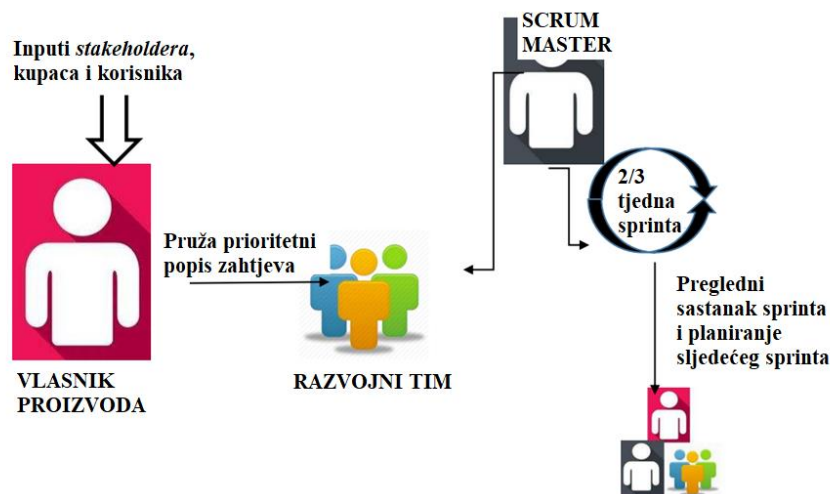 Inputi stakeholdera,
kupaca i korisnika
SCRUM
MASTER
2/3
tjedna
sprinta
Pruža prioritetni
popis zahtjeva
Pregledni
sastanak sprinta
i planiranje
sljedećeg sprinta
VLASNIK
PROIZVODA
RAZVOJNI TIM